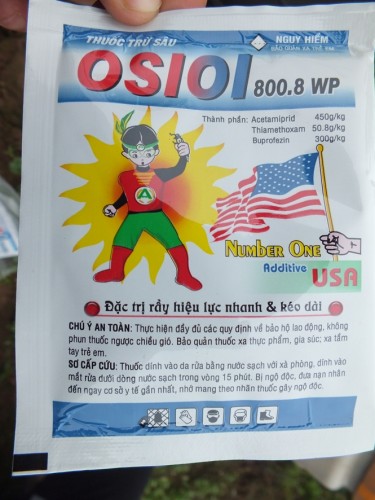 THUỐC TRỪ SÂU
NGUY HIỂM
BẢO QUẢN XA TRẺ EM
OSIOI 800.8 WP
Thành phần: Acetamiprid 450g/kg
Thiamethoxam 50.8g/kg
Buprofezin 300g/kg
A
NUMBER ONE
Additive USA
Đặc trị rầy hiệu lực nhanh & kéo dài
CHÚ Ý AN TOÀN: Thực hiện đầy đủ các quy định về bảo hộ lao động, không
phun thuốc ngược chiều gió. Bảo quản thuốc xa thực phẩm, gia súc; xa tầm
tay trẻ em.
SƠ CẤP CỨU: Thuốc dính vào da rửa bằng nước sạch với xà phòng, dính vào
mắt rửa dưới dòng nước sạch trong vòng 15 phút. Bị ngộ độc, đưa nạn nhân
đến ngay cơ sở y tế gần nhất, nhớ mang theo nhãn thuốc gây ngộ độc.